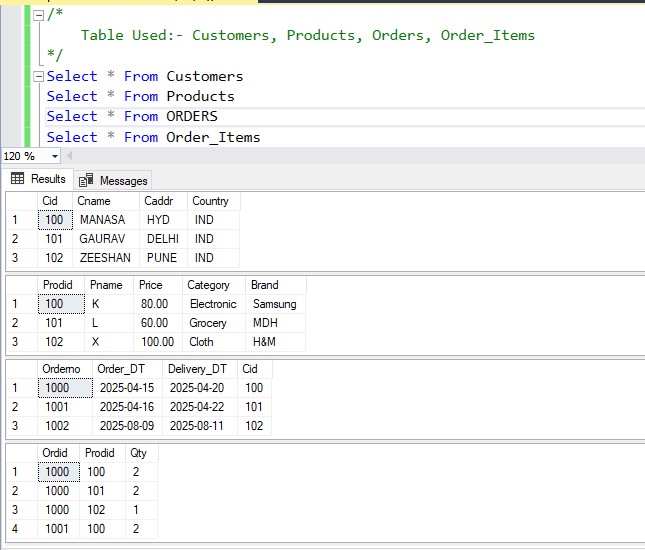 /*
Table Used:- Customers, Products, Orders, Order_Items
*/
Select * From Customers
Select * From Products
Select * From ORDERS
Select * From Order_Items
120 %
Results Messages
Cid Cname Caddr Country
1 100 MANASA HYD IND
2 101 GAURAV DELHI IND
3 102 ZEESHAN PUNE IND
Prodid Pname Price Category Brand
1 100 K 80.00 Electronic Samsung
2 101 L 60.00 Grocery MDH
3 102 X 100.00 Cloth H&M
Orderno Order_DT Delivery_DT Cid
1 1000 2025-04-15 2025-04-20 100
2 1001 2025-04-16 2025-04-22 101
3 1002 2025-08-09 2025-08-11 102
Ordid Prodid Qty
1 1000 100 2
2 1000 101 2
3 1000 102 1
4 1001 100 2